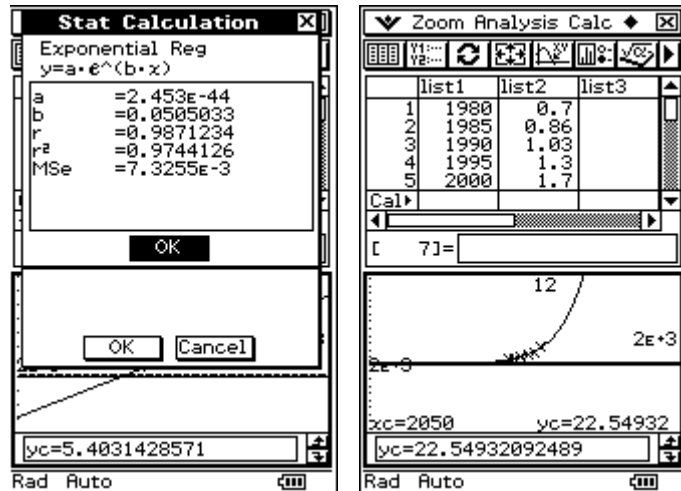 Stat Calculation
Exponential Reg
y=a·e^(b·x)
a =2.453E-44
b =0.0505033
r =0.9871234
r² =0.9744126
MSe =7.3255E-3
OK
OK Cancel
yc=5.4031428571
Rad Auto
Zoom Analysis Calc
list1 list2 list3
1 1980 0.7
2 1985 0.86
3 1990 1.03
4 1995 1.3
5 2000 1.7
Cal
[ 7]=
12
2E+3
2E+3
xc=2050 yc=22.54932
yc=22.54932092489
Rad Auto